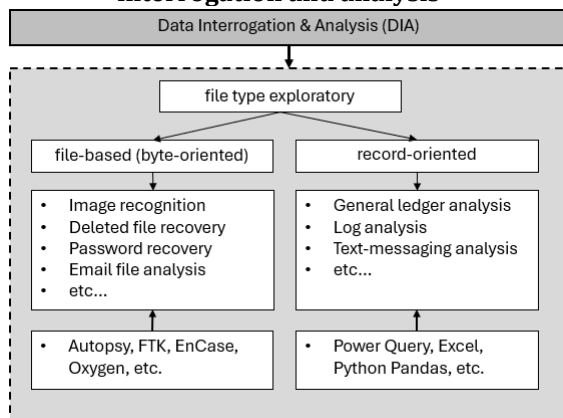 interrogation and analysis
Data Interrogation & Analysis (DIA)
file type exploratory
file-based (byte-oriented)
record-oriented
• Image recognition
• Deleted file recovery
• Password recovery
• Email file analysis
• etc...
• General ledger analysis
• Log analysis
• Text-messaging analysis
• etc...
• Autopsy, FTK, EnCase,
Oxygen, etc.
• Power Query, Excel,
Python Pandas, etc.